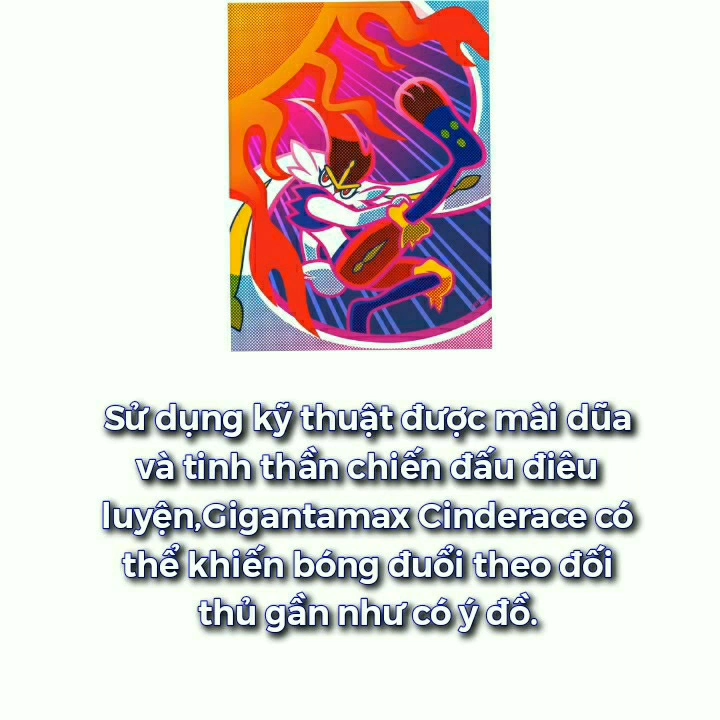 Sử dụng kỹ thuật được mài dũa
và tinh thần chiến đấu điêu
luyện,Gigantamax Cinderace có
thể khiến bóng đuổi theo đối
thủ gần như có ý đồ.